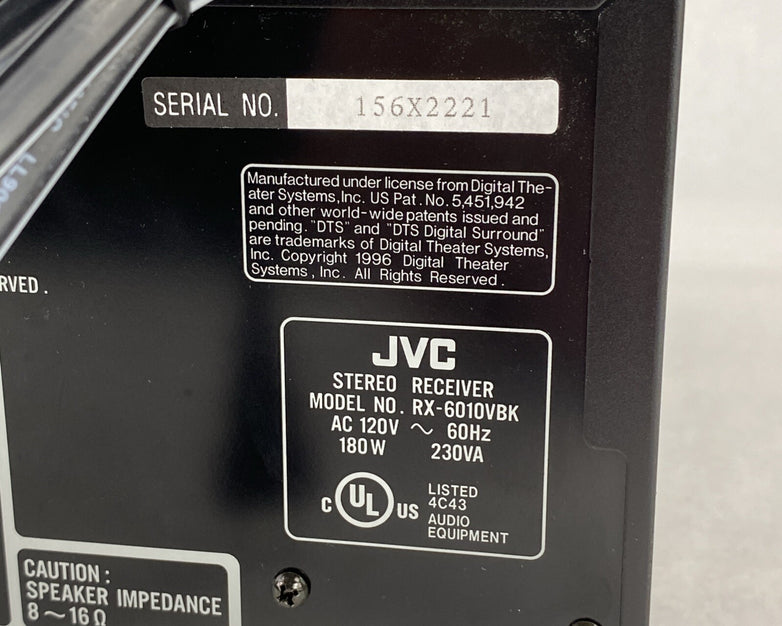 SERIAL NO. 156X2221
Manufactured under license from Digital The-
ater Systems, Inc. US Pat. No. 5,451,942
and other world-wide patents issued and
pending. "DTS" and "DTS Digital Surround"
are trademarks of Digital Theater Systems,
Inc. Copyright 1996 Digital Theater
Systems, Inc. All Rights Reserved.
RVED.
JVC
STEREO RECEIVER
MODEL NO. RX-6010VBK
AC 120V ~ 60Hz
180W 230VA
C UL US
LISTED
4C43
AUDIO
EQUIPMENT
CAUTION:
SPEAKER IMPEDANCE
8~16Ω